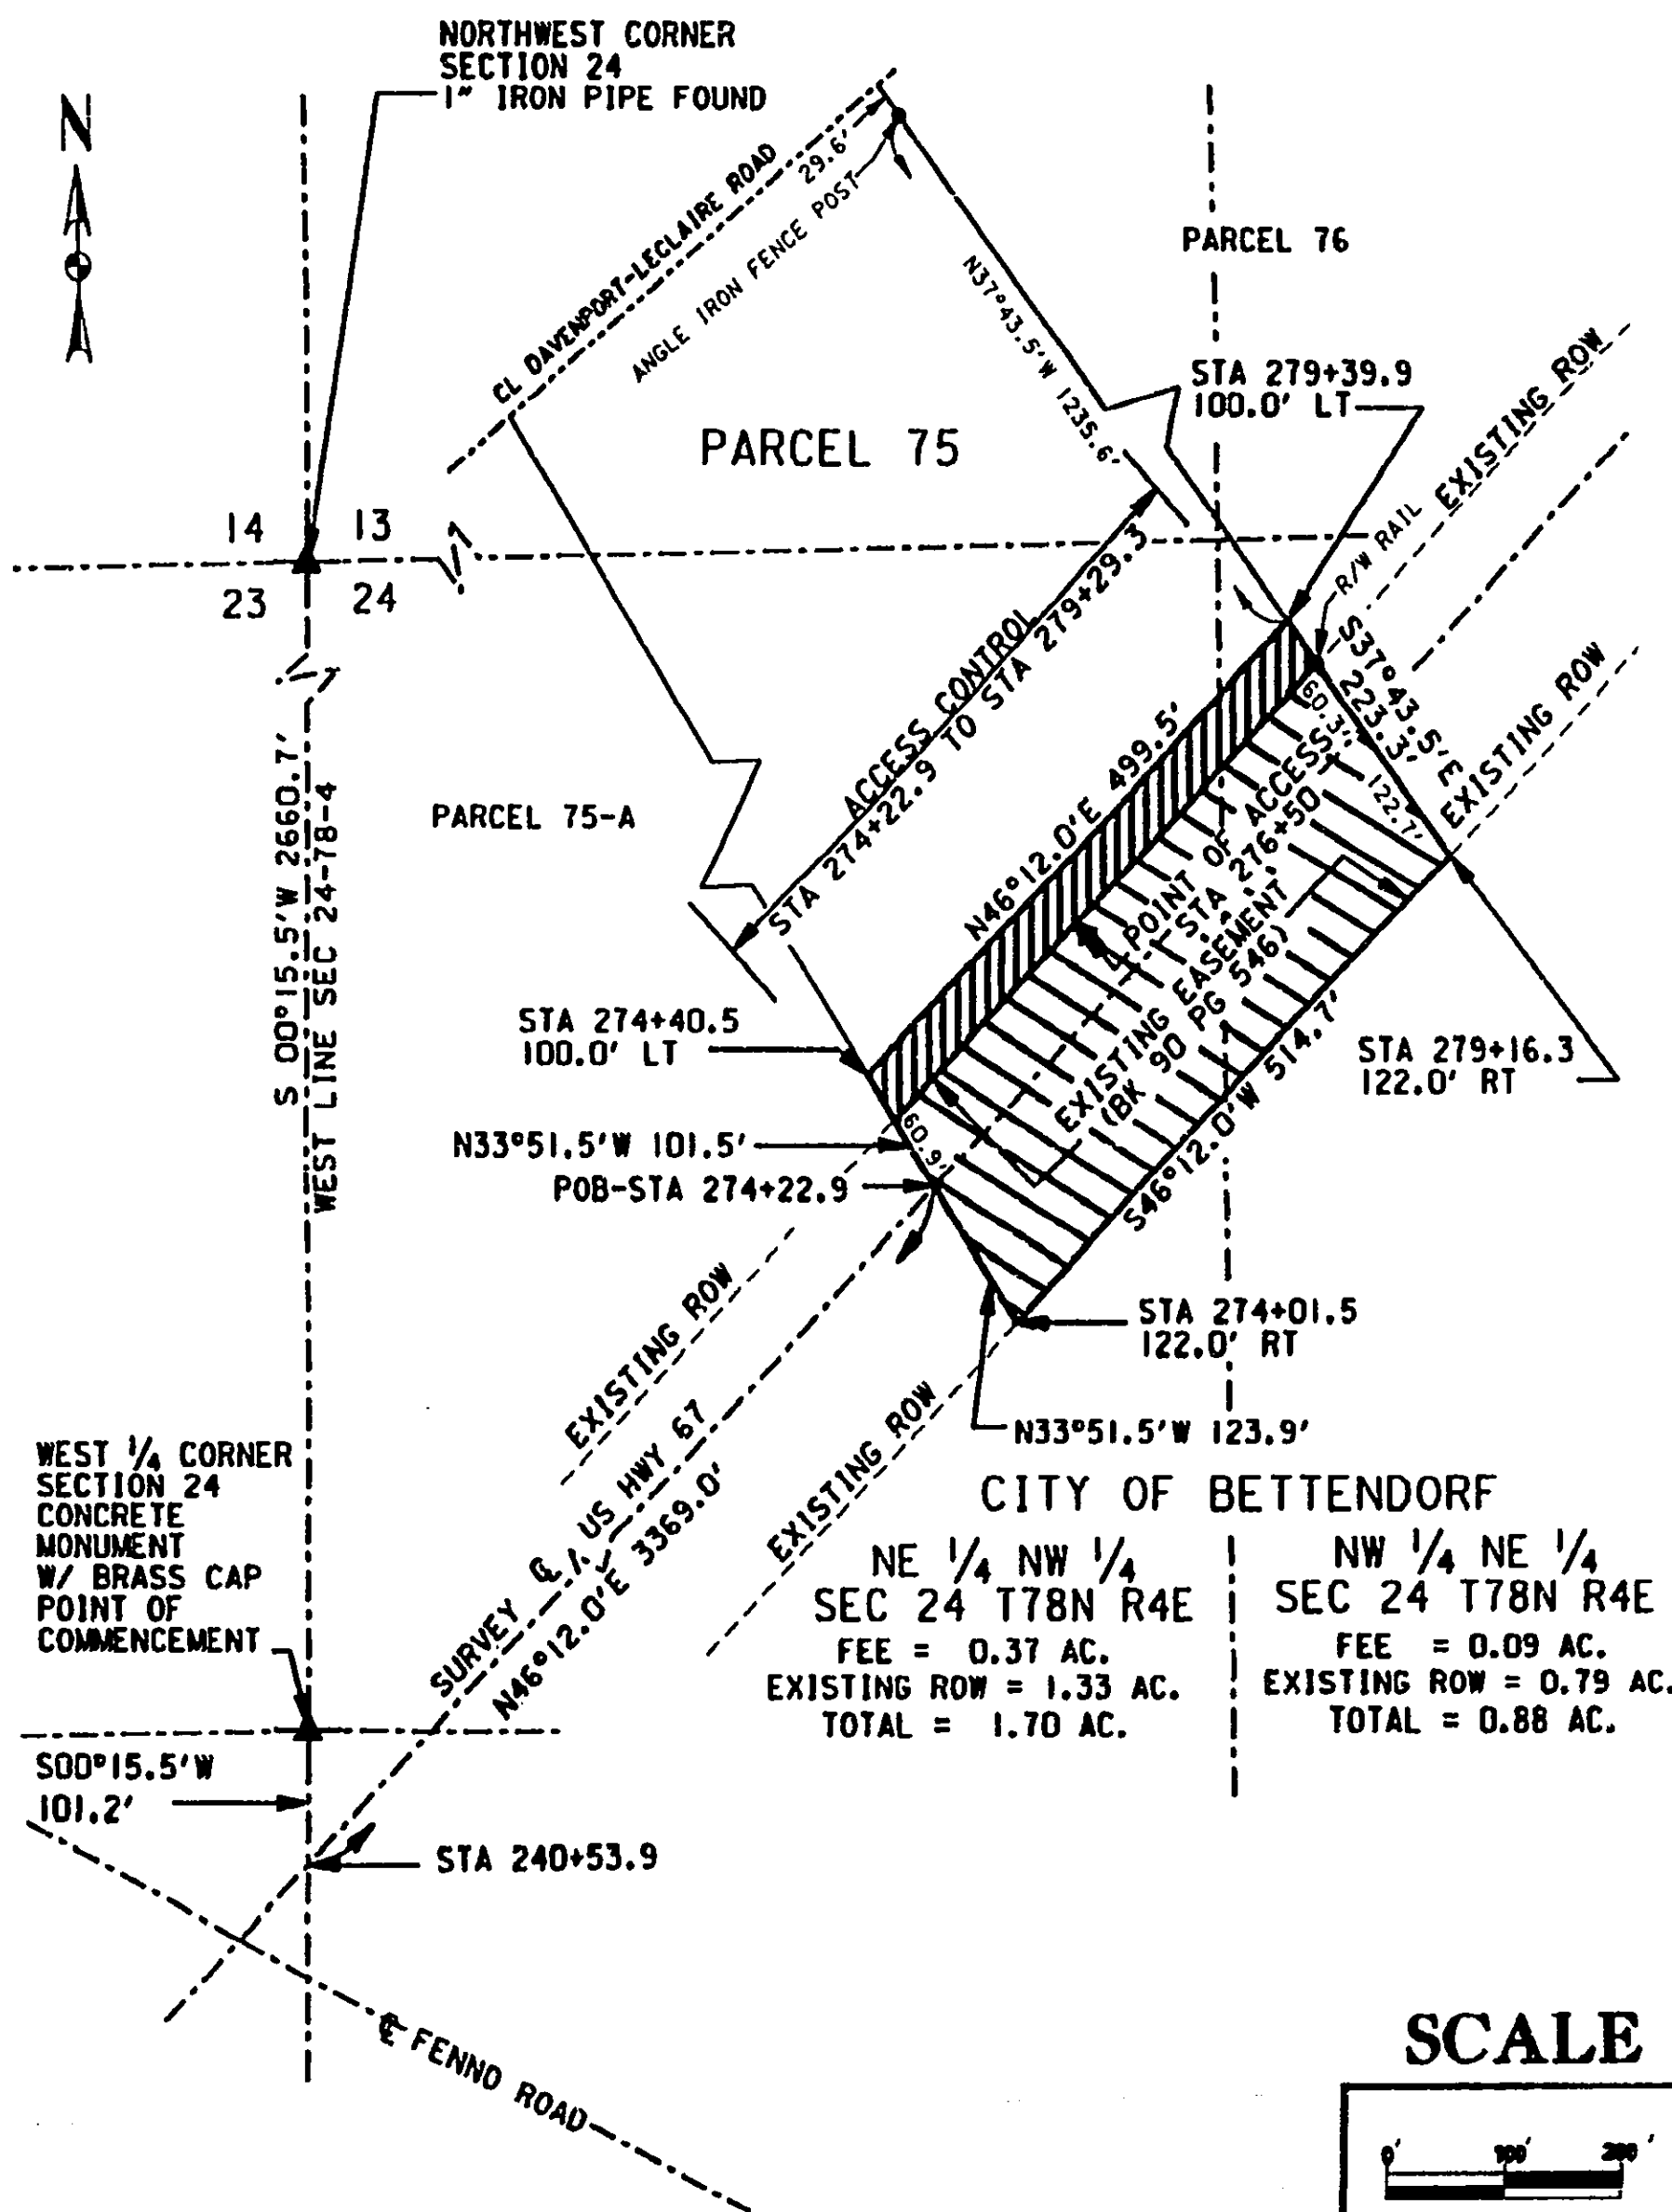 NORTHWEST CORNER
SECTION 24
1" IRON PIPE FOUND
N
CL DAVENPORT-LECLAIRE ROAD
29.6'
ANGLE IRON FENCE POST
PARCEL 76
N37°43.5'W 1235.6'
STA 279+39.9
100.0' LT
PARCEL 75
EXISTING ROW
R/W RAIL
14
13
23
24
S37°43.5'E
223.3'
EXISTING ROW
60.3'
122.7'
ACCESS CONTROL
STA 274+22.9 TO STA 279+29.3
N46°12.0'E 499.5'
S 00°15.5'W 2660.7'
WEST LINE SEC 24-78-4
PARCEL 75-A
POINT OF ACCESS
STA 276+50
EXISTING EASEMENT
(BK 90 PG 546)
S46°12.0'W 514.7'
STA 274+40.5
100.0' LT
STA 279+16.3
122.0' RT
N33°51.5'W 101.5'
60.9'
POB-STA 274+22.9
STA 274+01.5
122.0' RT
EXISTING ROW
EXISTING ROW
N33°51.5'W 123.9'
SURVEY ℄ US HWY 67
N46°12.0'E 3369.0'
WEST 1/4 CORNER
SECTION 24
CONCRETE
MONUMENT
W/ BRASS CAP
POINT OF
COMMENCEMENT
CITY OF BETTENDORF
NE 1/4 NW 1/4
SEC 24 T78N R4E
FEE = 0.37 AC.
EXISTING ROW = 1.33 AC.
TOTAL = 1.70 AC.
NW 1/4 NE 1/4
SEC 24 T78N R4E
FEE = 0.09 AC.
EXISTING ROW = 0.79 AC.
TOTAL = 0.88 AC.
S00°15.5'W
101.2'
STA 240+53.9
℄ FENNO ROAD
SCALE
0' 100' 200'